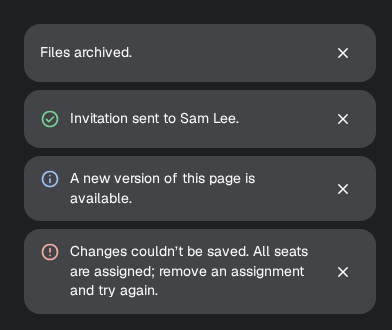 Files archived.
Invitation sent to Sam Lee.
A new version of this page is
available.
Changes couldn't be saved. All seats
are assigned; remove an assignment
and try again.